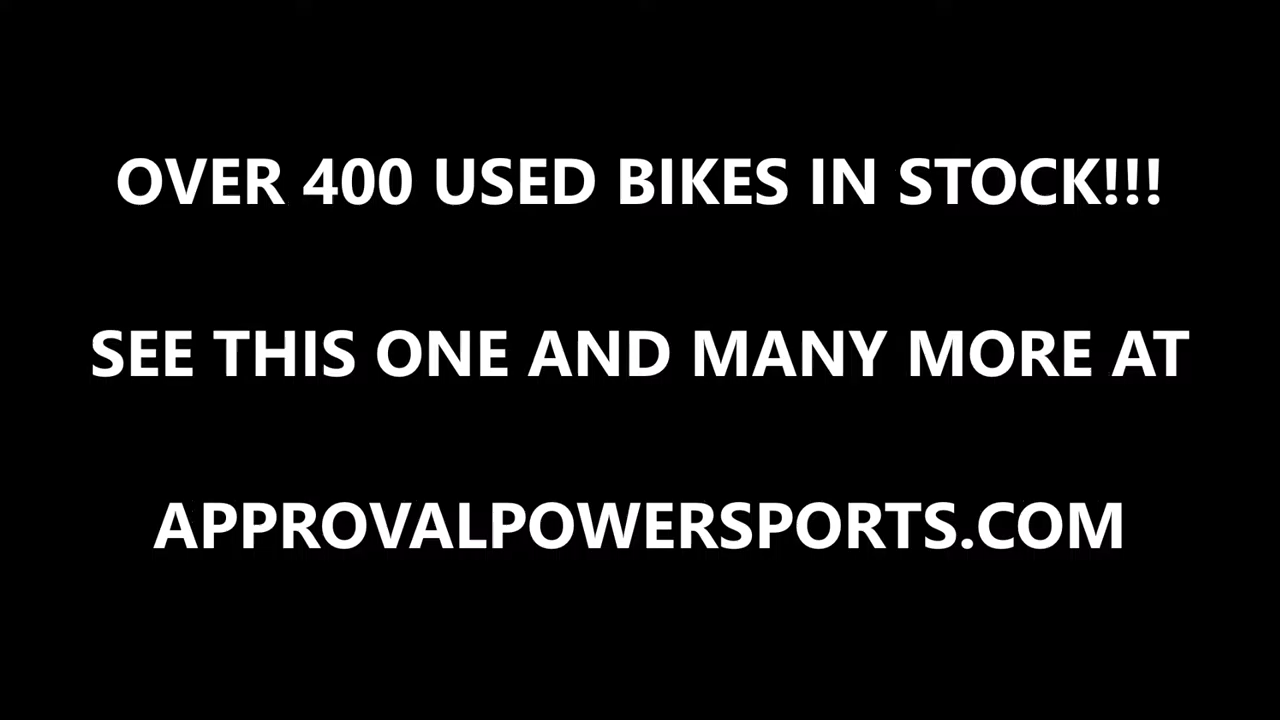 OVER 400 USED BIKES IN STOCK!!!
SEE THIS ONE AND MANY MORE AT
APPROVALPOWERSPORTS.COM